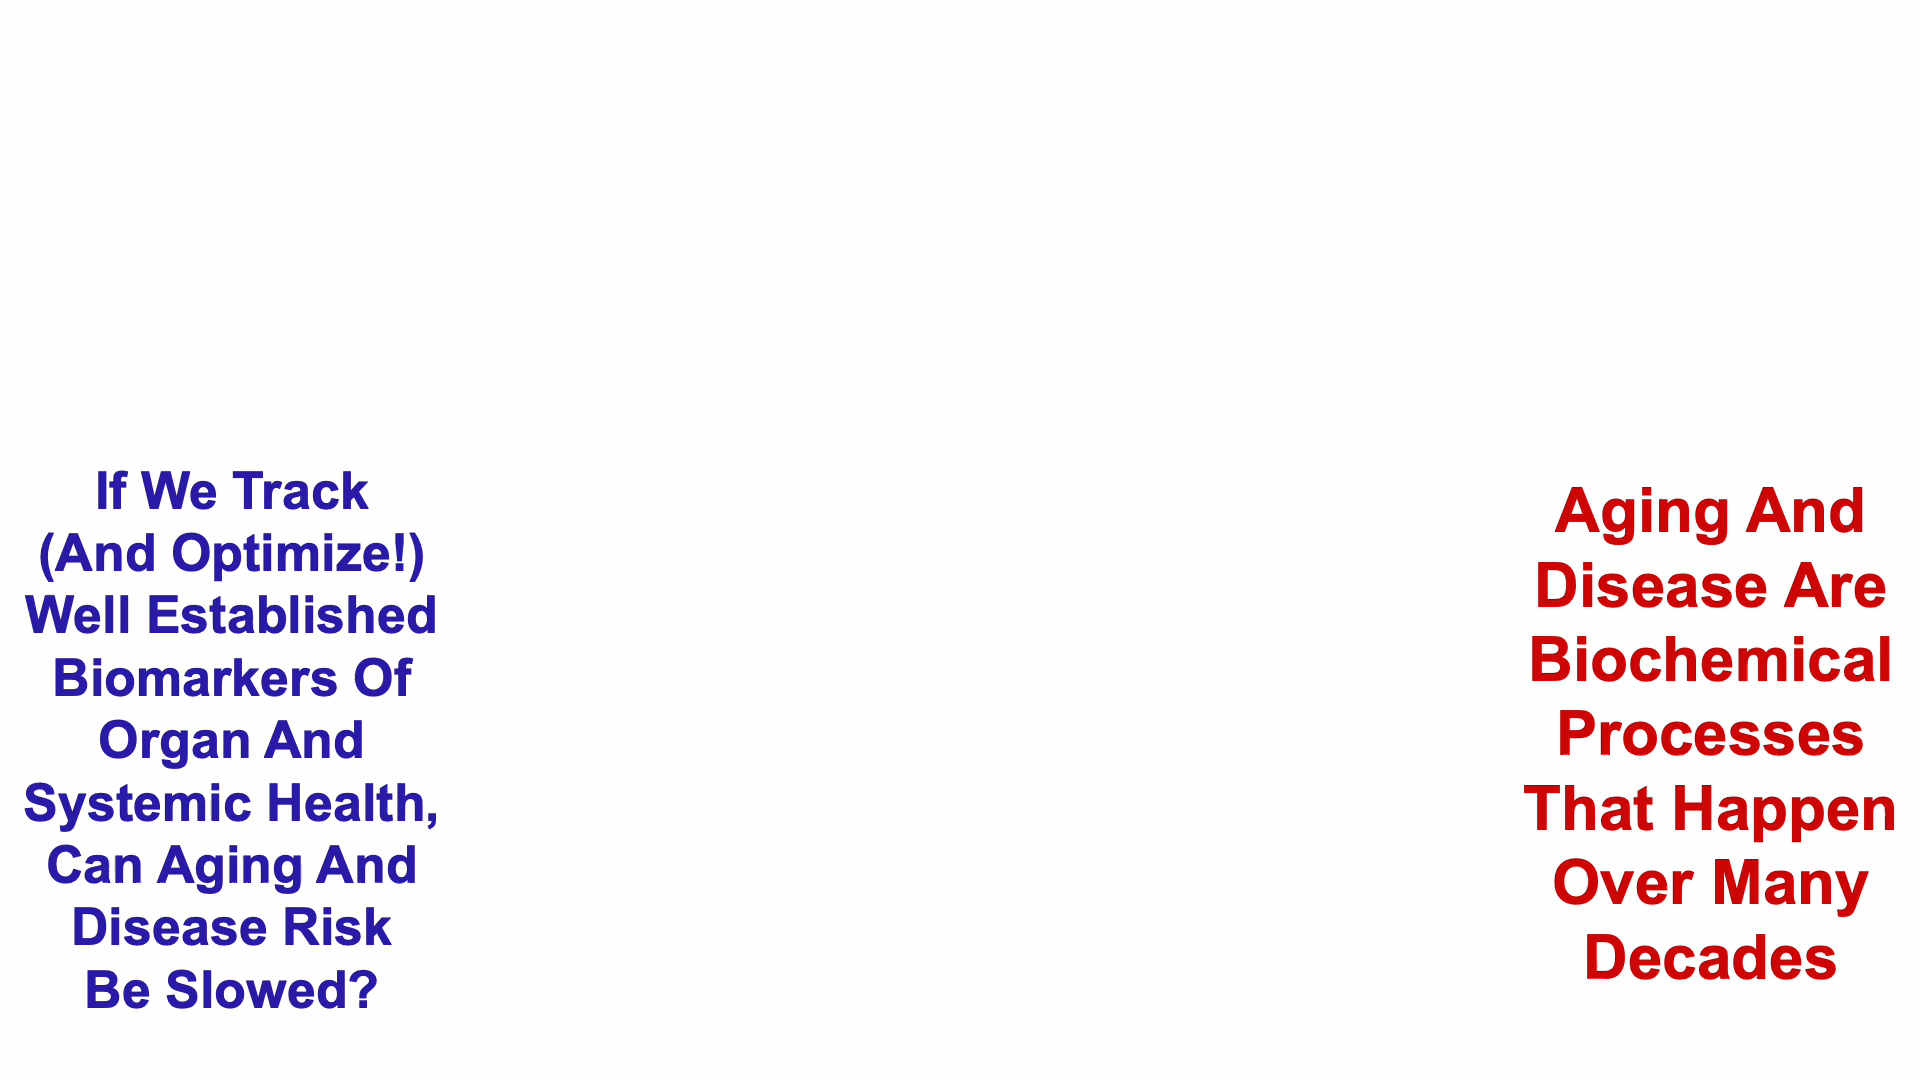 If We Track
(And Optimize!)
Well Established
Biomarkers Of
Organ And
Systemic Health,
Can Aging And
Disease Risk
Be Slowed?
Aging And
Disease Are
Biochemical
Processes
That Happen
Over Many
Decades